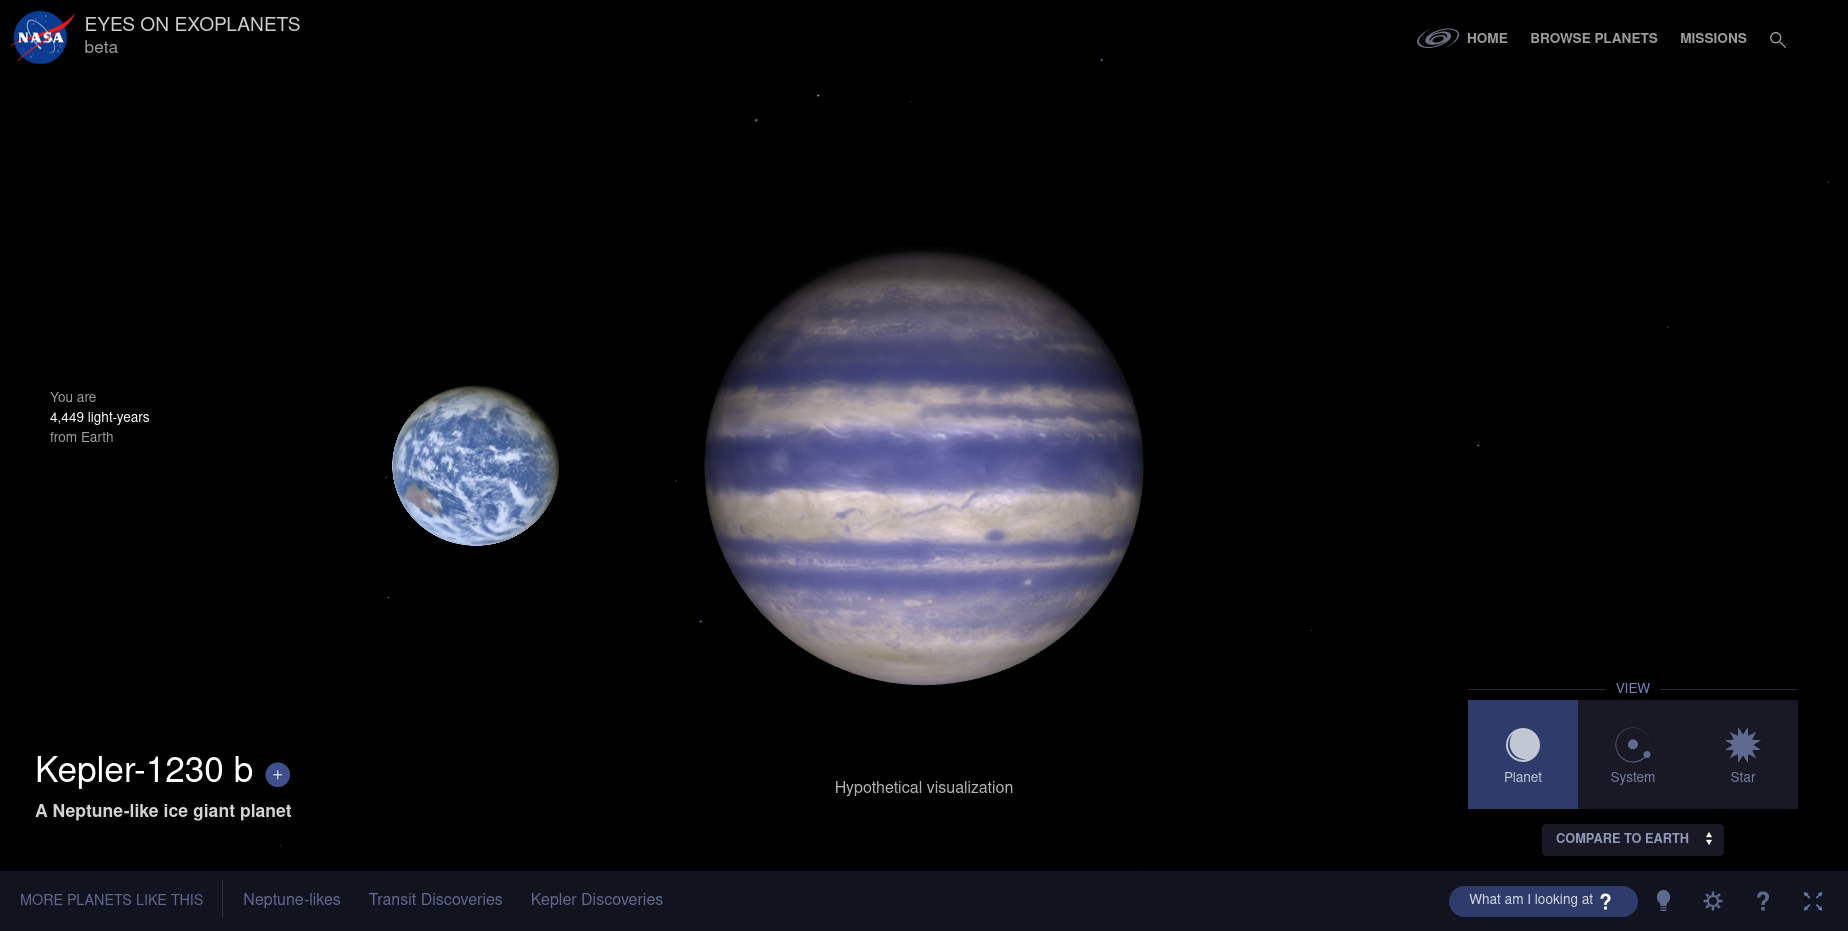 NASA
EYES ON EXOPLANETS
beta
HOME
BROWSE PLANETS
MISSIONS
You are
4,449 light-years
from Earth
Kepler-1230 b +
A Neptune-like ice giant planet
Hypothetical visualization
VIEW
Planet
System
Star
COMPARE TO EARTH
MORE PLANETS LIKE THIS
Neptune-likes
Transit Discoveries
Kepler Discoveries
What am I looking at ?
?